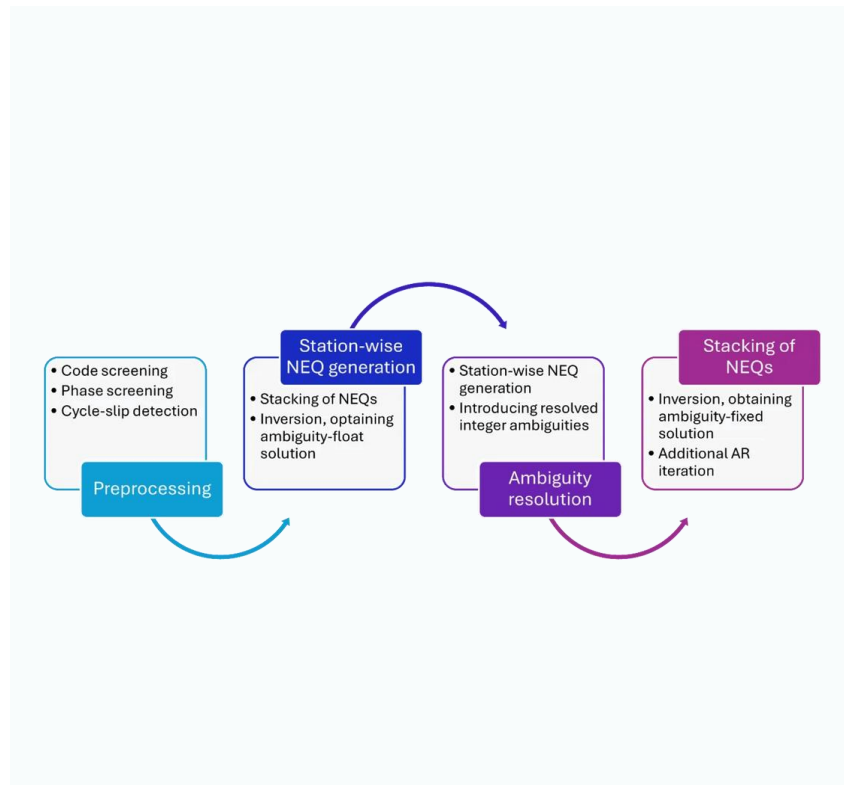 • Code screening
• Phase screening
• Cycle-slip detection
Preprocessing
Station-wise
NEQ generation
• Stacking of NEQs
• Inversion, optaining
ambiguity-float
solution
• Station-wise NEQ
generation
• Introducing resolved
integer ambiguities
Ambiguity
resolution
Stacking of
NEQs
• Inversion, obtaining
ambiguity-fixed
solution
• Additional AR
iteration